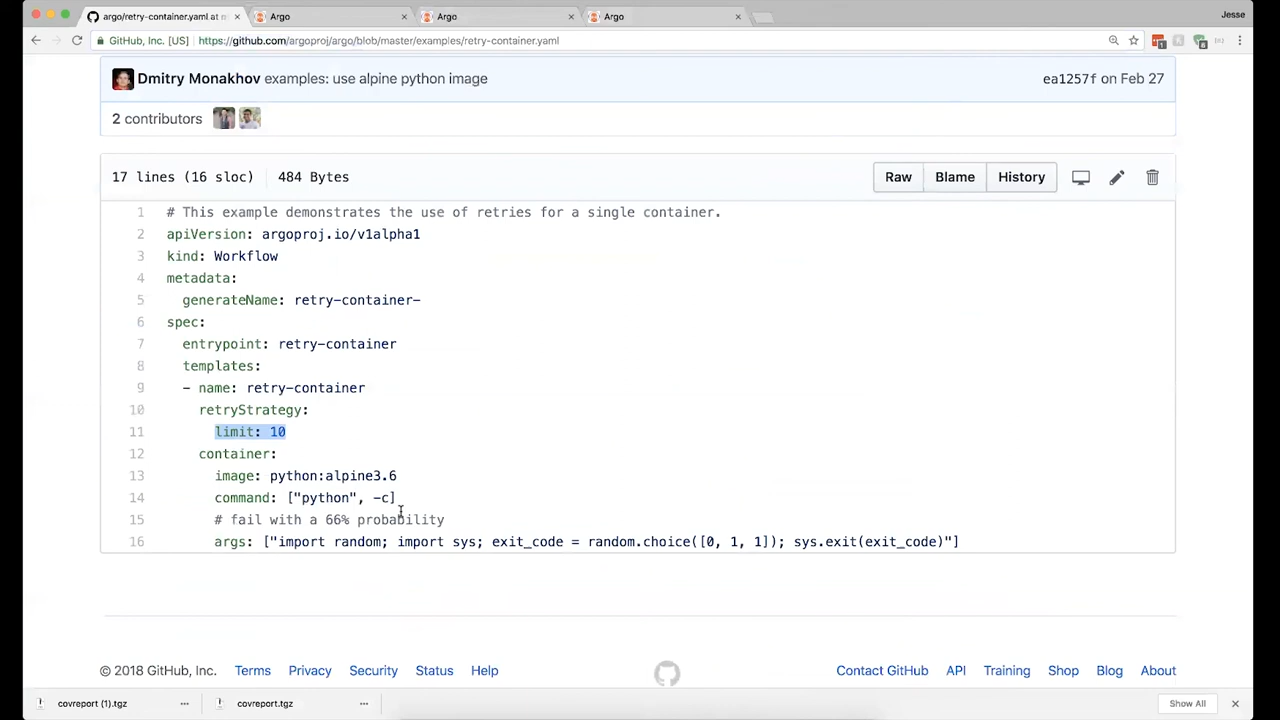 argo/retry-container.yaml at m
Argo
Argo
Argo
Jesse
GitHub, Inc. [US]
https://github.com/argoproj/argo/blob/master/examples/retry-container.yaml
Dmitry Monakhov examples: use alpine python image
ea1257f on Feb 27
2 contributors
17 lines (16 sloc)
484 Bytes
Raw
Blame
History
1 # This example demonstrates the use of retries for a single container.
2 apiVersion: argoproj.io/v1alpha1
3 kind: Workflow
4 metadata:
5 generateName: retry-container-
6 spec:
7 entrypoint: retry-container
8 templates:
9 - name: retry-container
10 retryStrategy:
11 limit: 10
12 container:
13 image: python:alpine3.6
14 command: ["python", -c]
15 # fail with a 66% probability
16 args: ["import random; import sys; exit_code = random.choice([0, 1, 1]); sys.exit(exit_code)"]
© 2018 GitHub, Inc.
Terms
Privacy
Security
Status
Help
Contact GitHub
API
Training
Shop
Blog
About
covreport (1).tgz
covreport.tgz
Show All